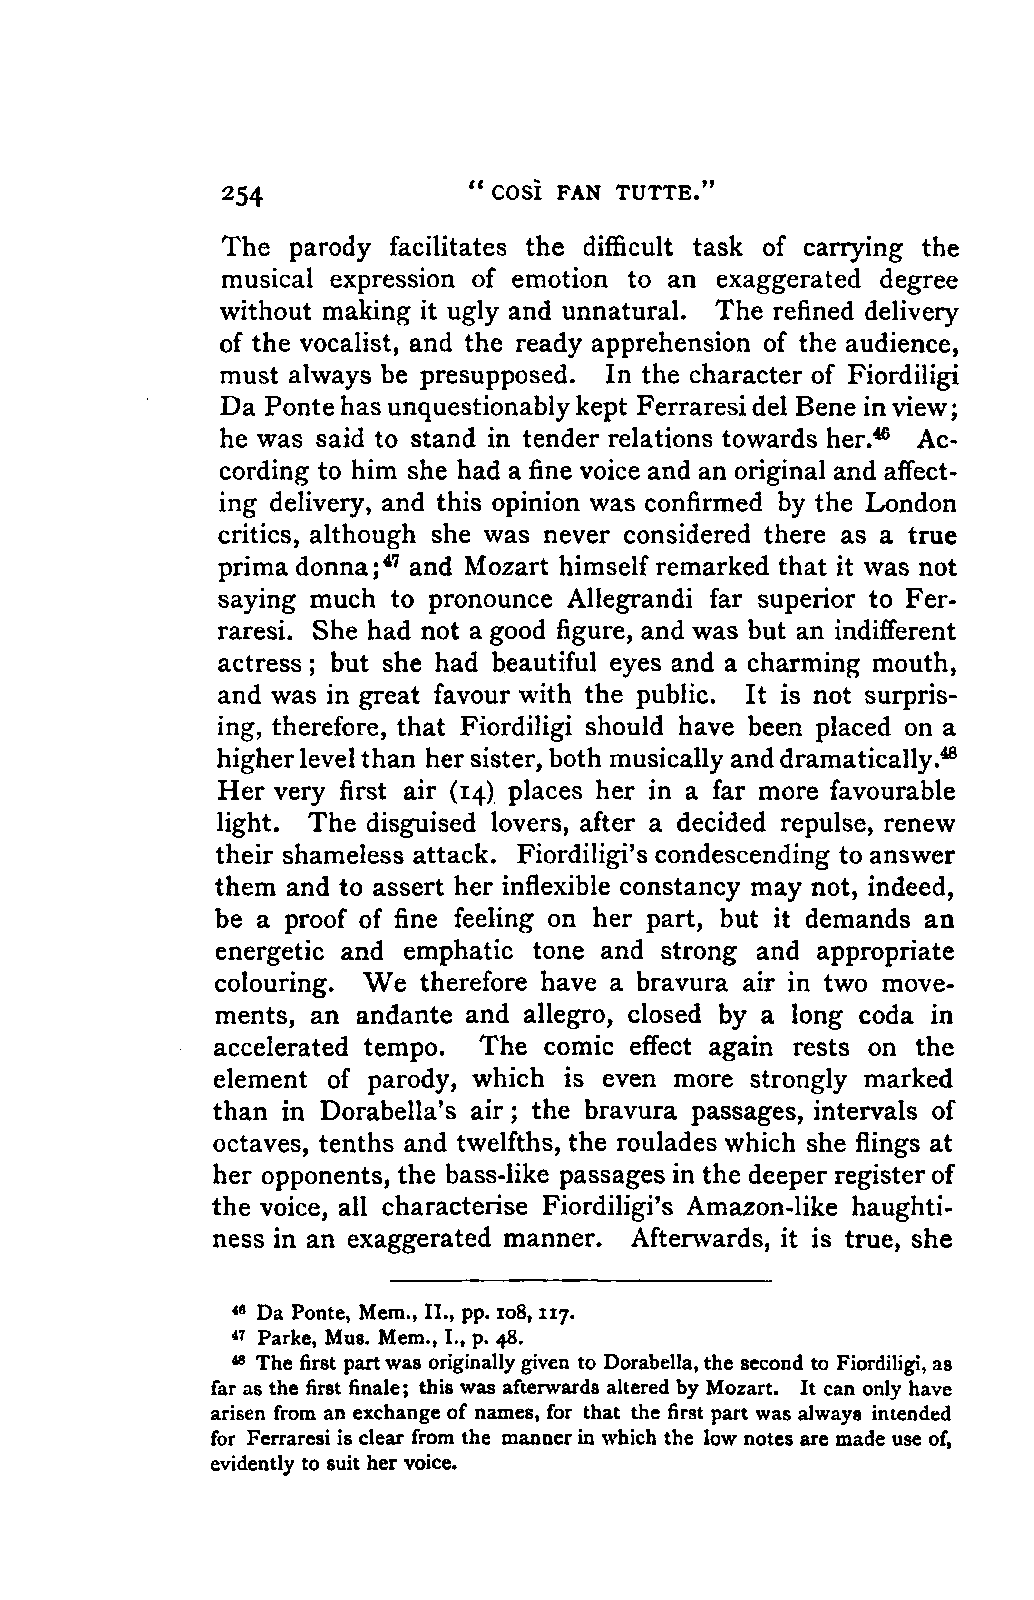 254 “ COSÌ FAN TUTTE.”
The parody facilitates the difficult task of carrying the
musical expression of emotion to an exaggerated degree
without making it ugly and unnatural. The refined delivery
of the vocalist, and the ready apprehension of the audience,
must always be presupposed. In the character of Fiordiligi
Da Ponte has unquestionably kept Ferraresi del Bene in view;
he was said to stand in tender relations towards her.⁴⁶ Ac-
cording to him she had a fine voice and an original and affect-
ing delivery, and this opinion was confirmed by the London
critics, although she was never considered there as a true
prima donna;⁴⁷ and Mozart himself remarked that it was not
saying much to pronounce Allegrandi far superior to Fer-
raresi. She had not a good figure, and was but an indifferent
actress; but she had beautiful eyes and a charming mouth,
and was in great favour with the public. It is not surpris-
ing, therefore, that Fiordiligi should have been placed on a
higher level than her sister, both musically and dramatically.⁴⁸
Her very first air (14) places her in a far more favourable
light. The disguised lovers, after a decided repulse, renew
their shameless attack. Fiordiligi’s condescending to answer
them and to assert her inflexible constancy may not, indeed,
be a proof of fine feeling on her part, but it demands an
energetic and emphatic tone and strong and appropriate
colouring. We therefore have a bravura air in two move-
ments, an andante and allegro, closed by a long coda in
accelerated tempo. The comic effect again rests on the
element of parody, which is even more strongly marked
than in Dorabella’s air; the bravura passages, intervals of
octaves, tenths and twelfths, the roulades which she flings at
her opponents, the bass-like passages in the deeper register of
the voice, all characterise Fiordiligi’s Amazon-like haughti-
ness in an exaggerated manner. Afterwards, it is true, she
⁴⁶ Da Ponte, Mem., II., pp. 108, 117.
⁴⁷ Parke, Mus. Mem., I., p. 48.
⁴⁸ The first part was originally given to Dorabella, the second to Fiordiligi, as
far as the first finale; this was afterwards altered by Mozart. It can only have
arisen from an exchange of names, for that the first part was always intended
for Ferraresi is clear from the manner in which the low notes are made use of,
evidently to suit her voice.